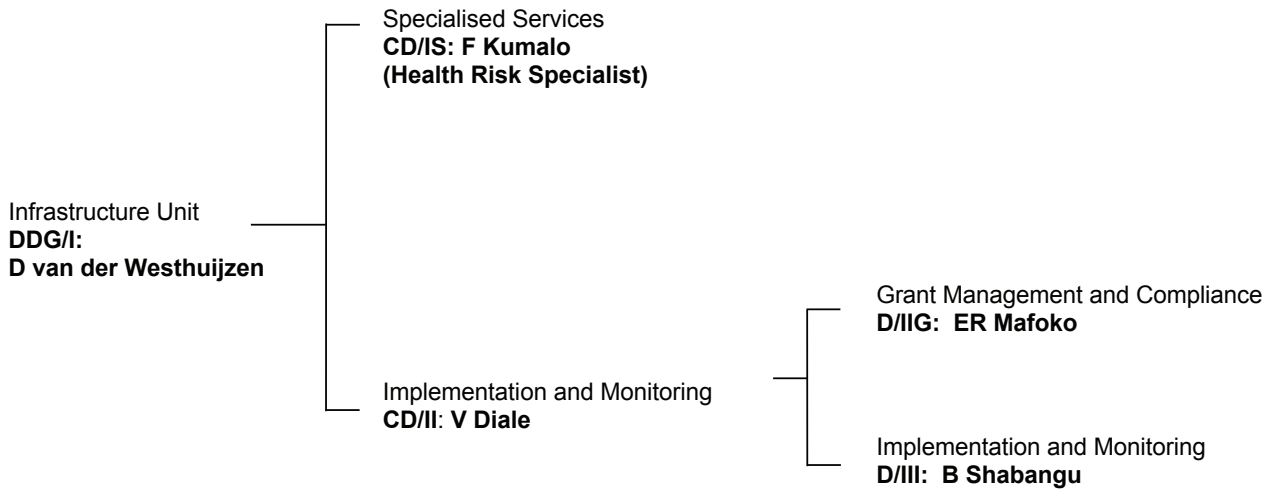 Specialised Services
CD/IS: F Kumalo
(Health Risk Specialist)
Infrastructure Unit
DDG/I:
D van der Westhuijzen
Grant Management and Compliance
D/IIG:  ER Mafoko
Implementation and Monitoring
CD/II: V Diale
Implementation and Monitoring
D/III:  B Shabangu